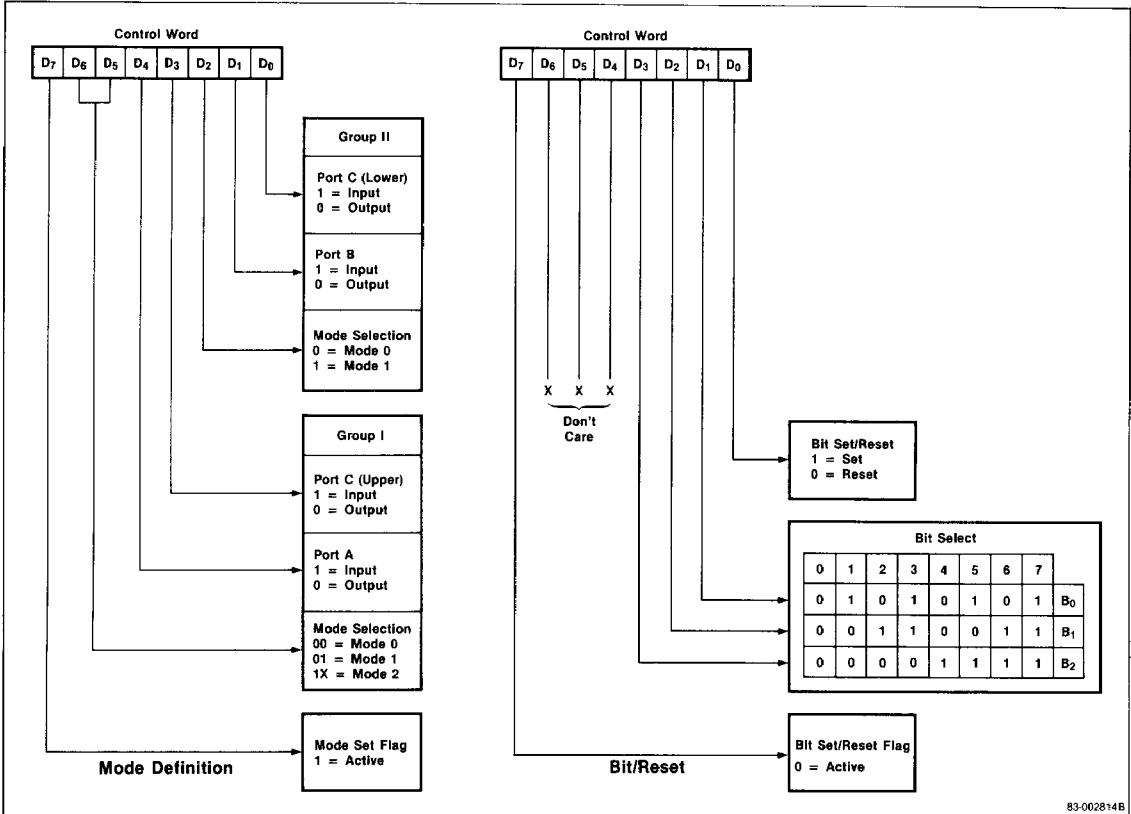 Control Word
D7 D6 D5 D4 D3 D2 D1 D0
Group II
Port C (Lower)
1 = Input
0 = Output
Port B
1 = Input
0 = Output
Mode Selection
0 = Mode 0
1 = Mode 1
Group I
Port C (Upper)
1 = Input
0 = Output
Port A
1 = Input
0 = Output
Mode Selection
00 = Mode 0
01 = Mode 1
1X = Mode 2
Mode Set Flag
1 = Active
Mode Definition
Control Word
D7 D6 D5 D4 D3 D2 D1 D0
X X X
Don't
Care
Bit Set/Reset
1 = Set
0 = Reset
Bit Select
0 1 2 3 4 5 6 7
0 1 0 1 0 1 0 1 B0
0 0 1 1 0 0 1 1 B1
0 0 0 0 1 1 1 1 B2
Bit Set/Reset Flag
0 = Active
Bit/Reset
83-002814B